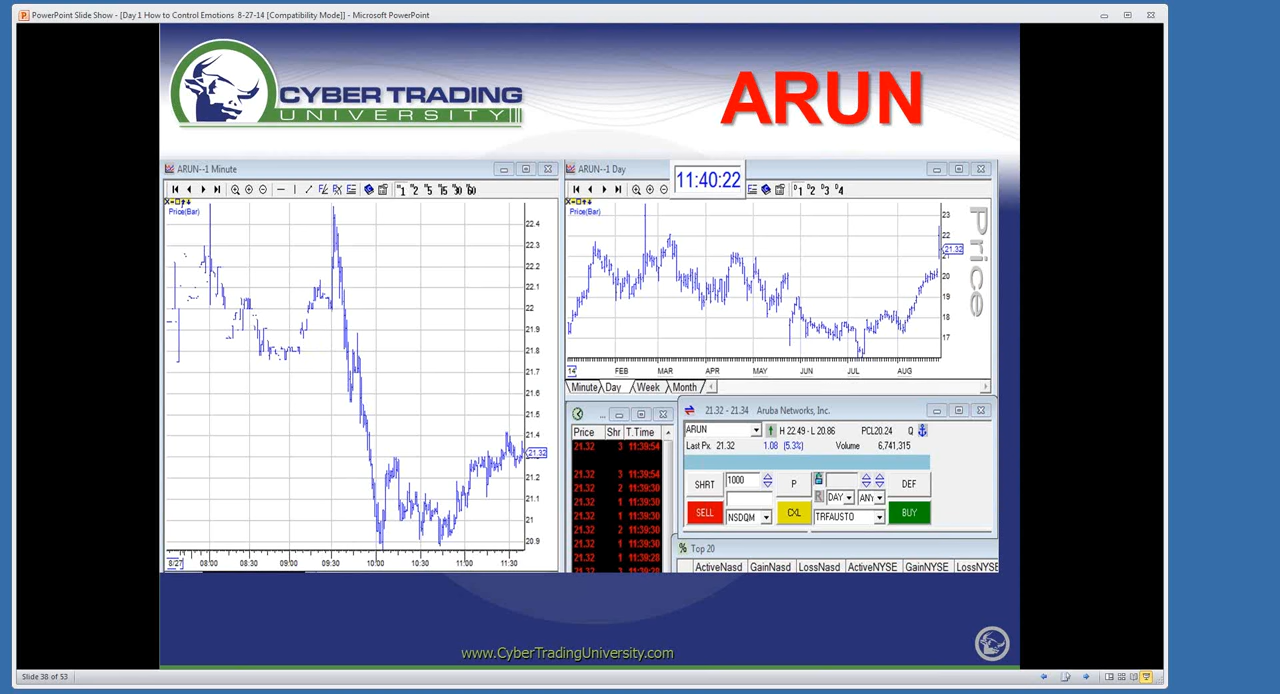 PowerPoint Slide Show - [Day 1 How to Control Emotions 8-27-14 [Compatibility Mode]] - Microsoft PowerPoint
CYBER TRADING
UNIVERSITY
ARUN
ARUN--1 Minute
Price(Bar)
22.4
22.3
22.2
22.1
22
21.9
21.8
21.7
21.6
21.5
21.4
21.32
21.2
21.1
21
20.9
8/27
08:00
08:30
09:00
09:30
10:00
10:30
11:00
11:30
ARUN--1 Day
11:40:22
Price(Bar)
Price
23
22
21.32
21
20
19
18
17
14
FEB
MAR
APR
MAY
JUN
JUL
AUG
Minute Day Week Month
...
Price Shr T.Time
21.32 3 11:39:54
21.32 3 11:39:54
21.32 2 11:39:30
21.32 1 11:39:30
21.32 2 11:39:30
21.32 1 11:39:30
21.32 1 11:39:30
21.32 1 11:39:28
21.32 3 11:39:28
21.32 - 21.34 Aruba Networks, Inc.
ARUN H 22.49 - L 20.86 PCL20.24 Q
Last Px. 21.32 1.08 (5.3%) Volume 6,741,315
SHRT 1000 P DEF
R DAY ANY
SELL NSDQM CXL TRFAUSTO BUY
% Top 20
ActiveNasd GainNasd LossNasd ActiveNYSE GainNYSE LossNYSE
www.CyberTradingUniversity.com
Slide 38 of 53